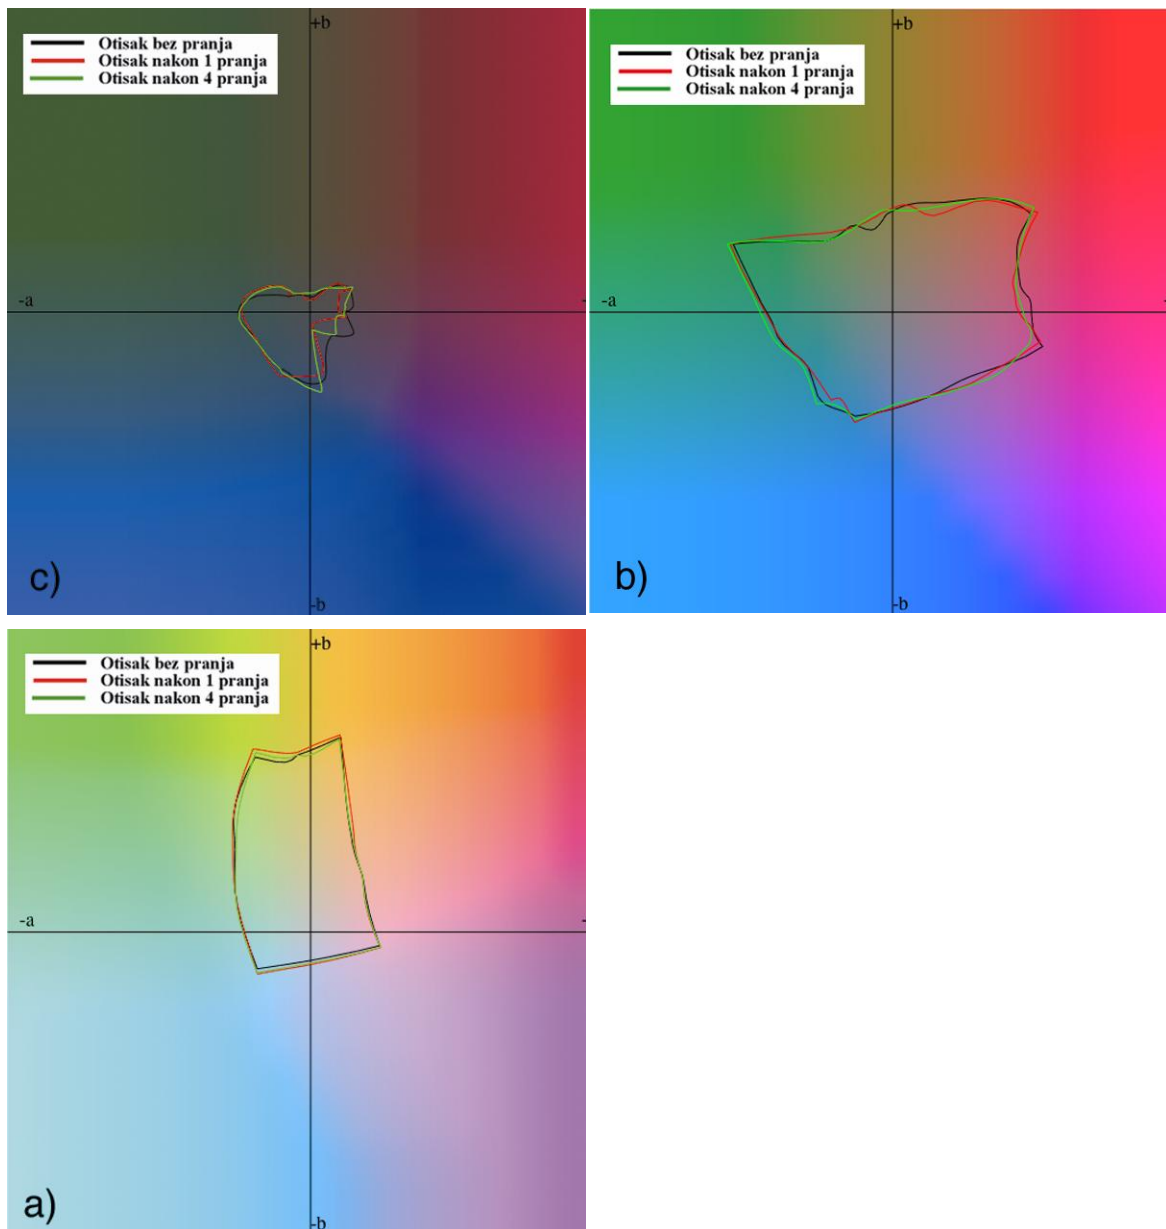 +b
Otisak bez pranja
Otisak nakon 1 pranja
Otisak nakon 4 pranja
-a
-
c)
-b
+b
Otisak bez pranja
Otisak nakon 1 pranja
Otisak nakon 4 pranja
-a
b)
-b
+b
Otisak bez pranja
Otisak nakon 1 pranja
Otisak nakon 4 pranja
-a
-
a)
-b